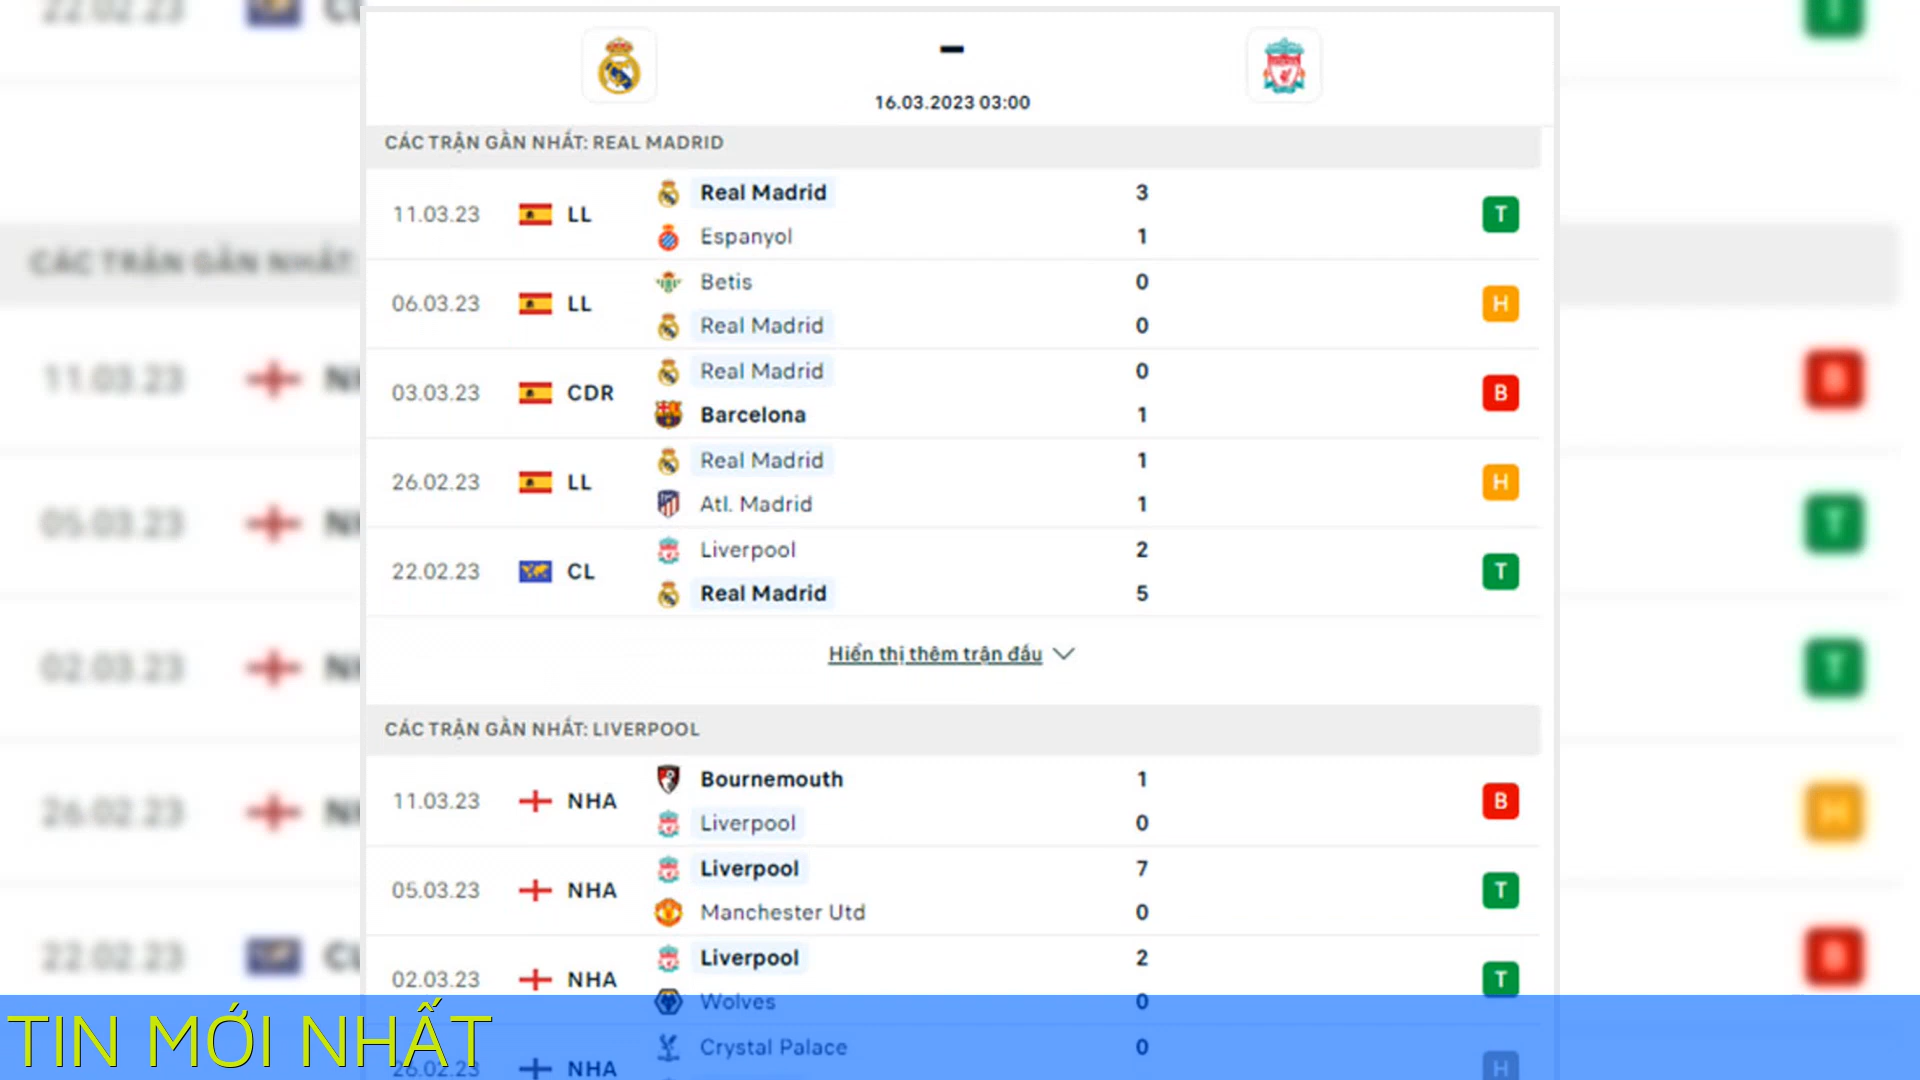 16.03.2023 03:00
CÁC TRẬN GẦN NHẤT: REAL MADRID
11.03.23 LL Real Madrid 3 T
Espanyol 1
06.03.23 LL Betis 0 H
Real Madrid 0
03.03.23 CDR Real Madrid 0 B
Barcelona 1
26.02.23 LL Real Madrid 1 H
Atl. Madrid 1
22.02.23 CL Liverpool 2 T
Real Madrid 5
Hiển thị thêm trận đấu
CÁC TRẬN GẦN NHẤT: LIVERPOOL
11.03.23 NHA Bournemouth 1 B
Liverpool 0
05.03.23 NHA Liverpool 7 T
Manchester Utd 0
02.03.23 NHA Liverpool 2 T
Wolves 0
26.02.23 NHA Crystal Palace 0 H
TIN MỚI NHẤT